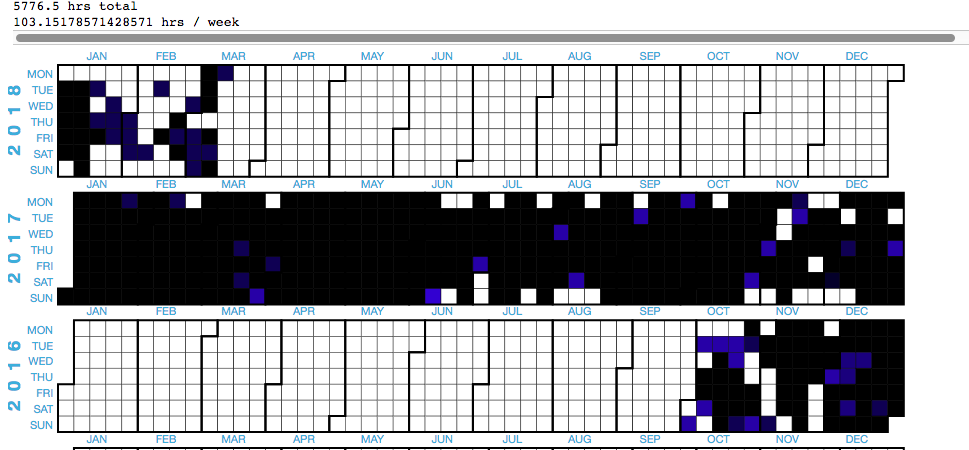 5776.5 hrs total
103.15178571428571 hrs / week
JAN FEB MAR APR MAY JUN JUL AUG SEP OCT NOV DEC
2018
MON
TUE
WED
THU
FRI
SAT
SUN
JAN FEB MAR APR MAY JUN JUL AUG SEP OCT NOV DEC
2017
MON
TUE
WED
THU
FRI
SAT
SUN
JAN FEB MAR APR MAY JUN JUL AUG SEP OCT NOV DEC
2016
MON
TUE
WED
THU
FRI
SAT
SUN
JAN FEB MAR APR MAY JUN JUL AUG SEP OCT NOV DEC